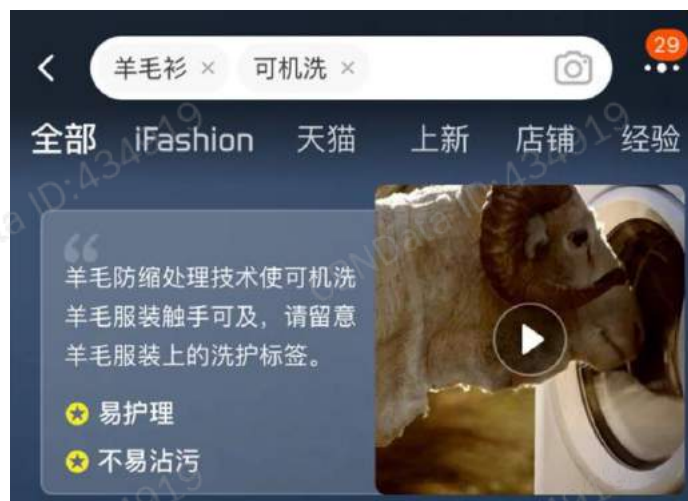 29
羊毛衫 × 可机洗 ×
全部 iFashion 天猫 上新 店铺 经验
羊毛防缩处理技术使可机洗
羊毛服装触手可及，请留意
羊毛服装上的洗护标签。
易护理
不易沾污
CBNData ID:434919